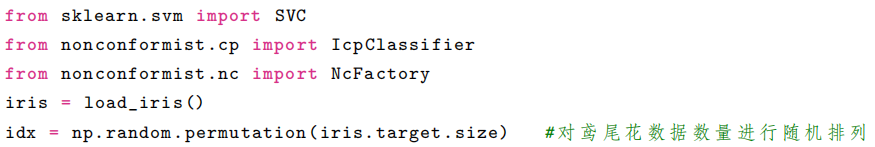 from sklearn.svm import SVC
from nonconformist.cp import IcpClassifier
from nonconformist.nc import NcFactory
iris = load_iris()
idx = np.random.permutation(iris.target.size)   #对鸢尾花数据数量进行随机排列